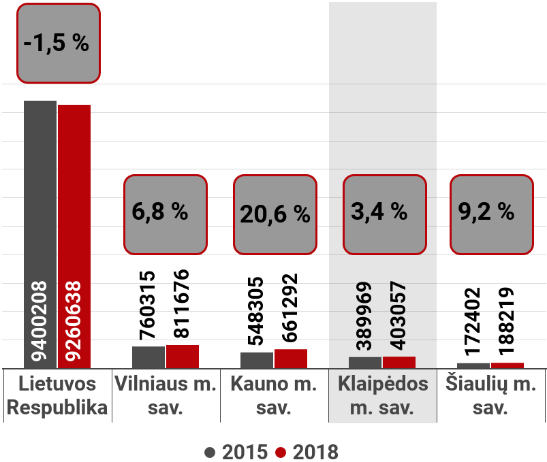 -1,5 %
6,8 %
20,6 %
3,4 %
9,2 %
9400208
9260638
760315
811676
548305
661292
389969
403057
172402
188219
Lietuvos
Respublika
Vilniaus m.
sav.
Kauno m.
sav.
Klaipėdos
m. sav.
Šiaulių m.
sav.
2015
2018